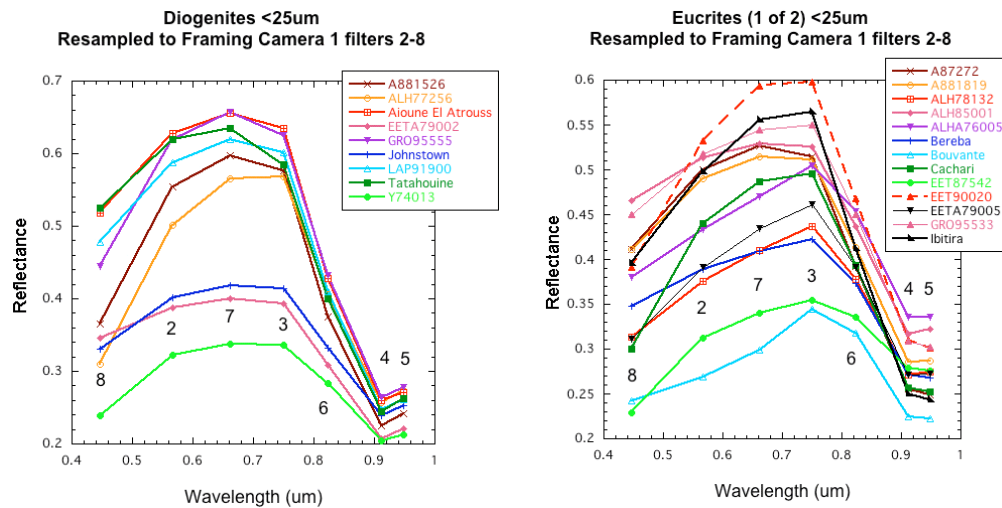 Diogenites <25um
Resampled to Framing Camera 1 filters 2-8
0.7
0.6
0.5
0.4
0.3
0.2
Reflectance
A881526
ALH77256
Aioune El Atrouss
EETA79002
GRO95555
Johnstown
LAP91900
Tatahouine
Y74013
8
2
7
3
6
4
5
0.4
0.5
0.6
0.7
0.8
0.9
1
Wavelength (um)
Eucrites (1 of 2) <25um
Resampled to Framing Camera 1 filters 2-8
0.6
0.55
0.5
0.45
0.4
0.35
0.3
0.25
0.2
Reflectance
A87272
A881819
ALH78132
ALH85001
ALHA76005
Bereba
Bouvante
Cachari
EET87542
EET90020
EETA79005
GRO95533
Ibitira
8
2
7
3
6
4
5
0.4
0.5
0.6
0.7
0.8
0.9
1
Wavelength (um)